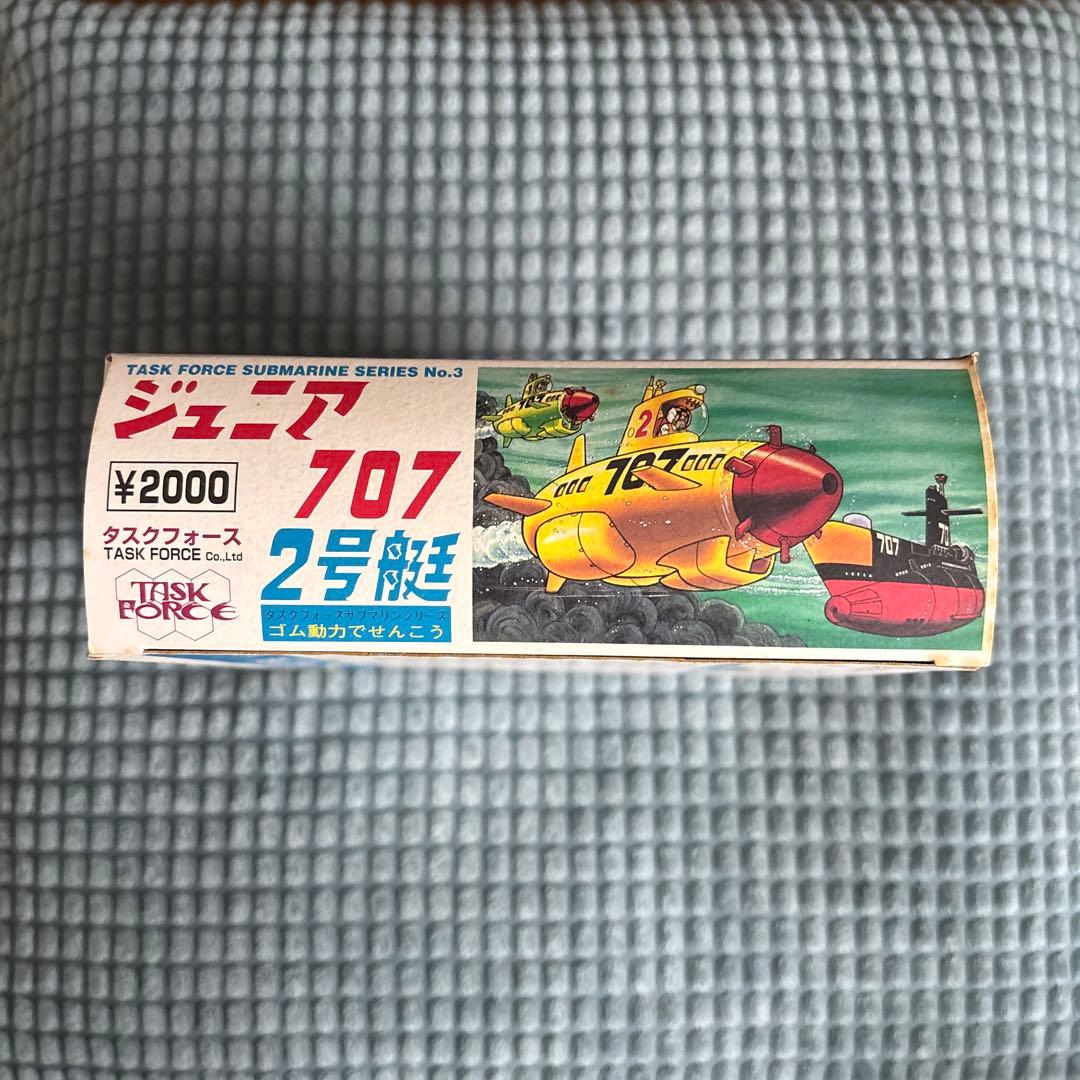 TASK FORCE SUBMARINE SERIES No.3
ジュニア
707
¥2000
2号艇
タスクフォース
TASK FORCE Co.,Ltd
TASK
FORCE
タスクフォースサブマリンシリーズ
ゴム動力でせんこう
707
2
707
707